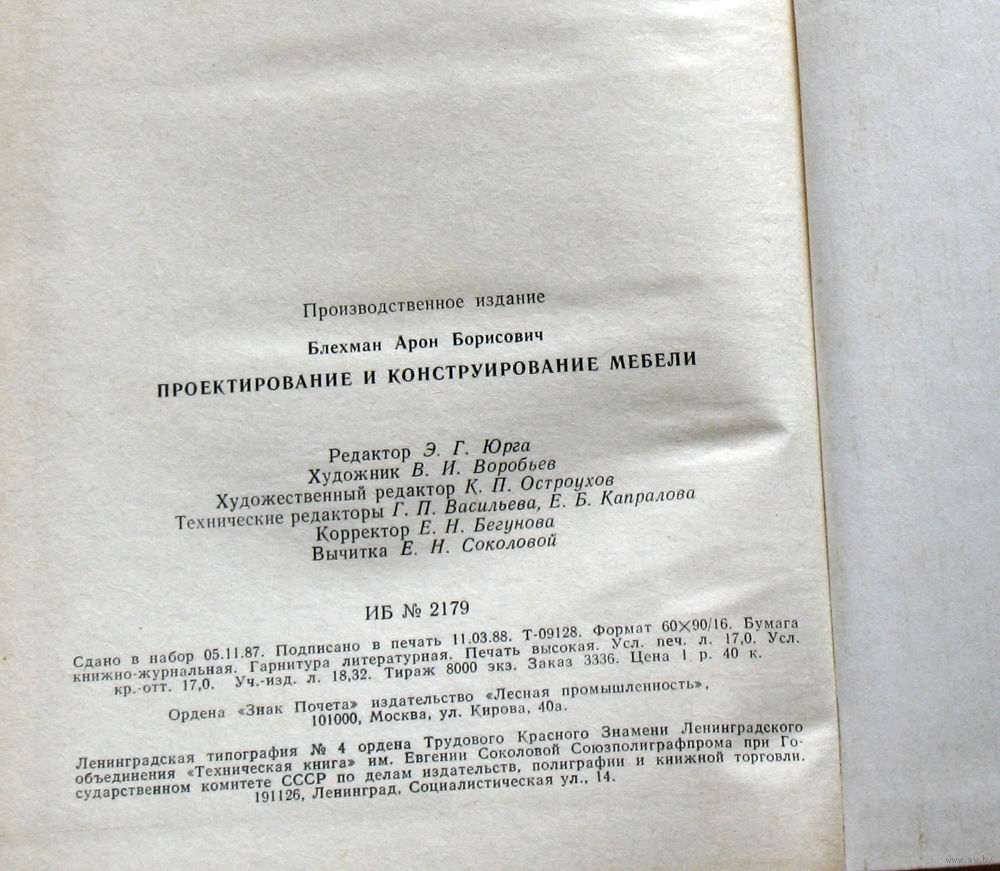 Производственное издание
Блехман Арон Борисович
ПРОЕКТИРОВАНИЕ И КОНСТРУИРОВАНИЕ МЕБЕЛИ
Редактор Э. Г. Юрга
Художник В. И. Воробьев
Художественный редактор К. П. Остроухов
Технические редакторы Г. П. Васильева, Е. Б. Капралова
Корректор Е. Н. Бегунова
Вычитка Е. Н. Соколовой
ИБ № 2179
Сдано в набор 05.11.87. Подписано в печать 11.03.88. Т-09128. Формат 60×90/16. Бумага
книжно-журнальная. Гарнитура литературная. Печать высокая. Усл. печ. л. 17,0. Усл.
кр.-отт. 17,0. Уч.-изд. л. 18,32. Тираж 8000 экз. Заказ 3336. Цена 1 р. 40 к.
Ордена «Знак Почета» издательство «Лесная промышленность»,
101000, Москва, ул. Кирова, 40а.
Ленинградская типография № 4 ордена Трудового Красного Знамени Ленинградского
объединения «Техническая книга» им. Евгении Соколовой Союзполиграфпрома при Го-
сударственном комитете СССР по делам издательств, полиграфии и книжной торговли.
191126, Ленинград, Социалистическая ул., 14.
www.au.by